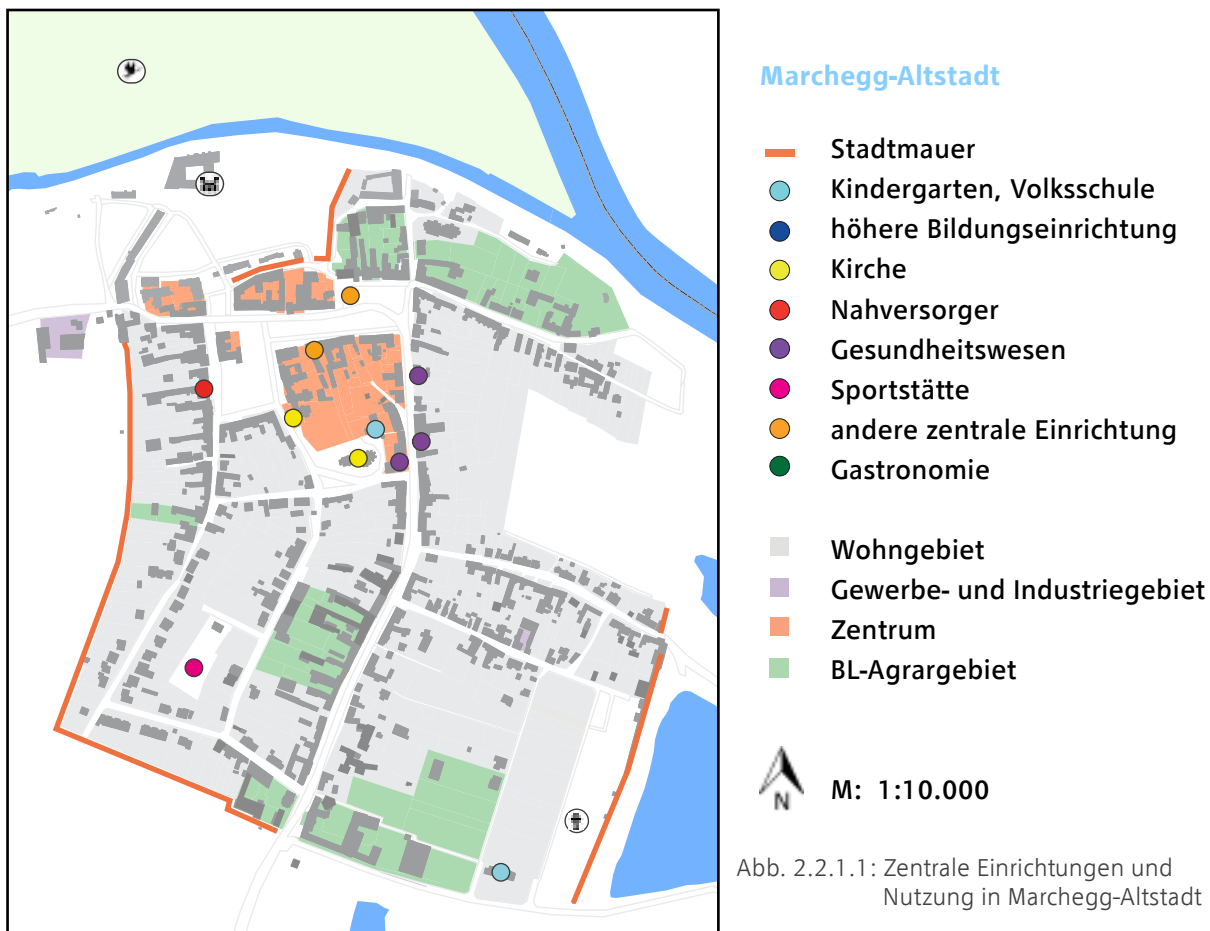 Marchegg-Altstadt
Stadtmauer
Kindergarten, Volksschule
höhere Bildungseinrichtung
Kirche
Nahversorger
Gesundheitswesen
Sportstätte
andere zentrale Einrichtung
Gastronomie
Wohngebiet
Gewerbe- und Industriegebiet
Zentrum
BL-Agrargebiet
N
M: 1:10.000
Abb. 2.2.1.1: Zentrale Einrichtungen und
Nutzung in Marchegg-Altstadt